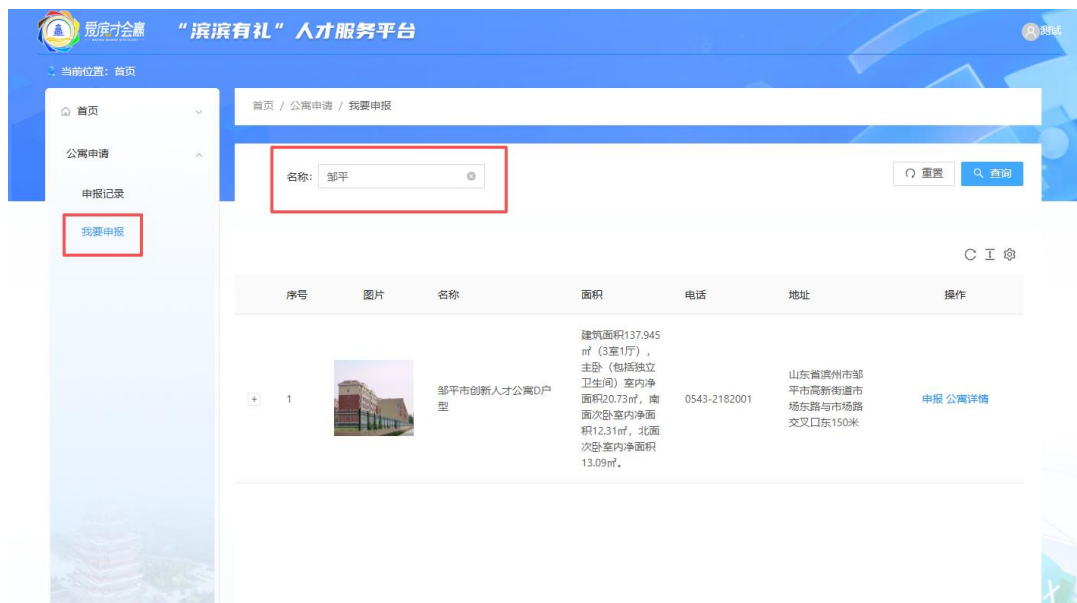 爱滨才会赢
“滨滨有礼”人才服务平台
测试
当前位置：首页
首页
公寓申请
申报记录
我要申报
首页 / 公寓申请 / 我要申报
名称： 邹平
重置
查询
序号 图片 名称 面积 电话 地址 操作
1
邹平市创新人才公寓D户
型
建筑面积137.945
㎡（3室1厅），
主卧（包括独立
卫生间）室内净
面积20.73㎡，南
面次卧室内净面
积12.31㎡，北面
次卧室内净面积
13.09㎡。
0543-2182001
山东省滨州市邹
平市高新街道市
场东路与市场路
交叉口东150米
申报 公寓详情